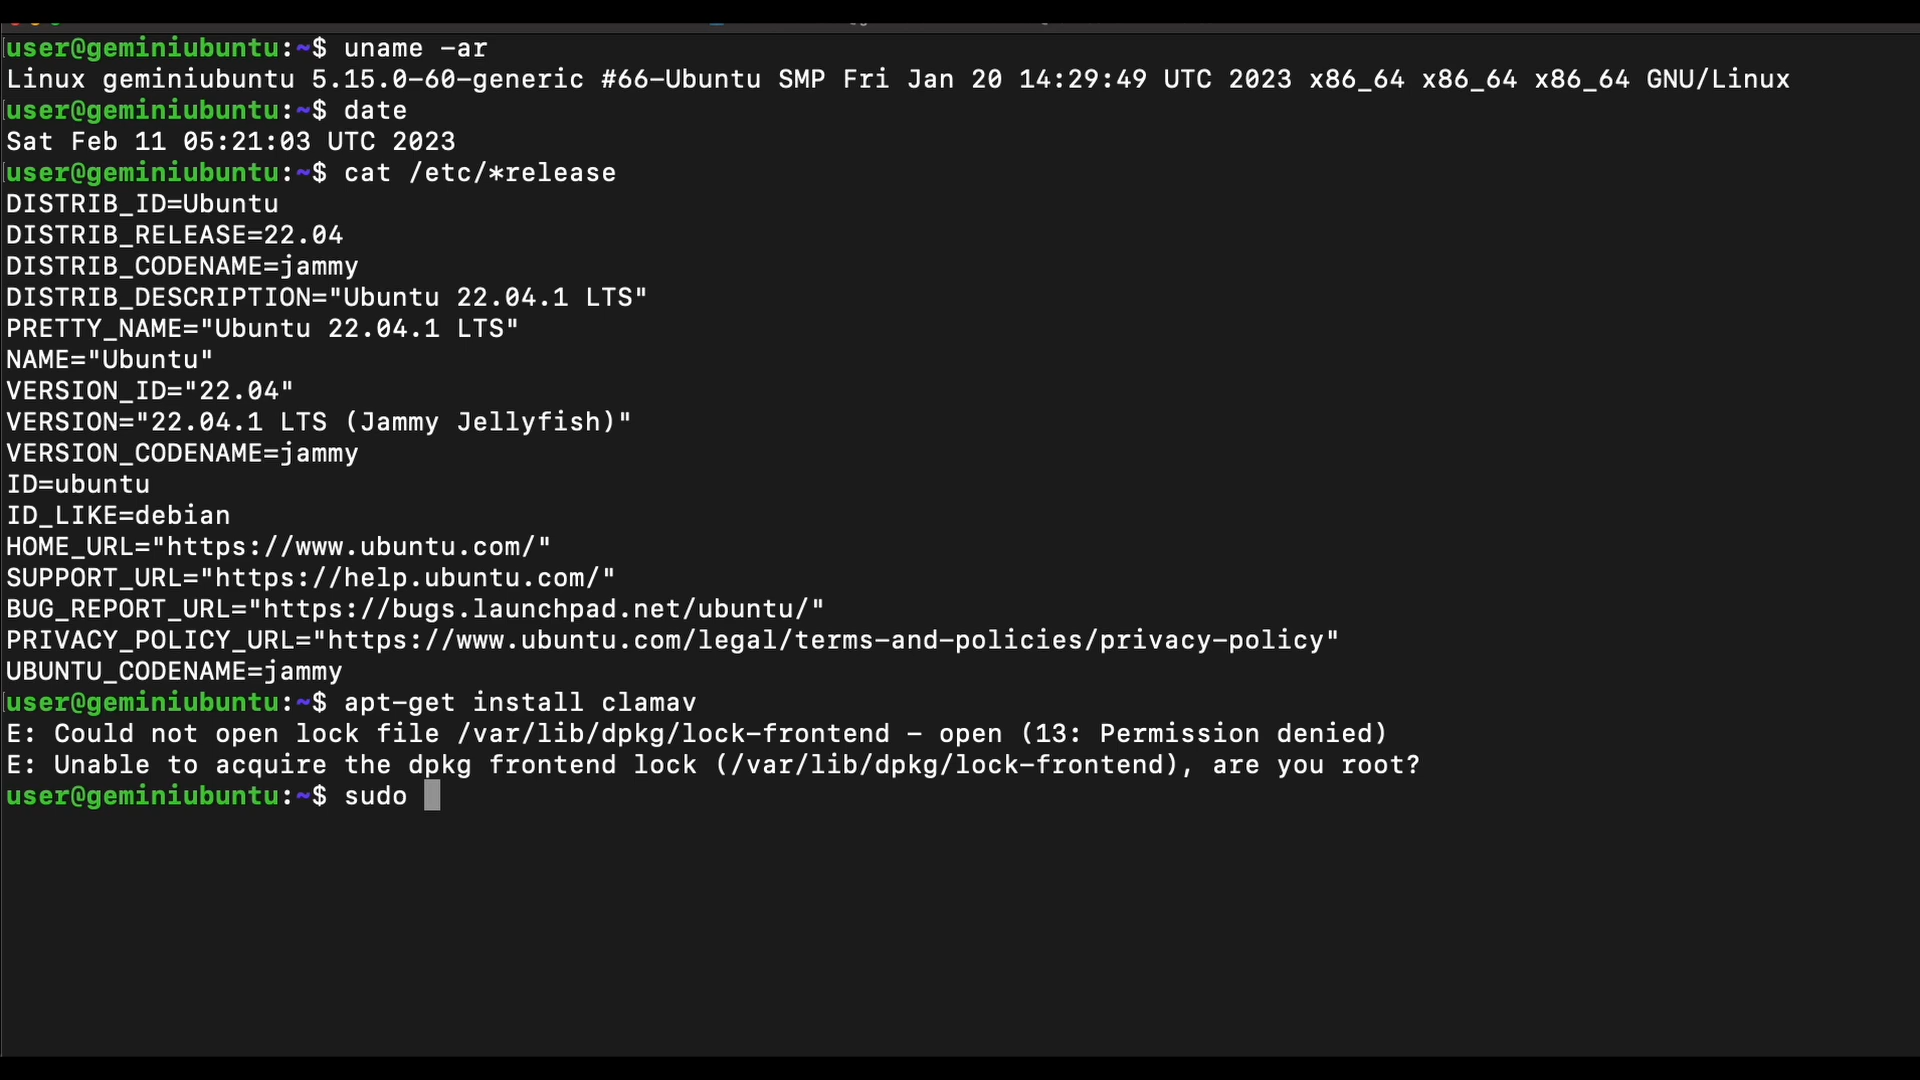 user@geminiubuntu:~$ uname -ar
Linux geminiubuntu 5.15.0-60-generic #66-Ubuntu SMP Fri Jan 20 14:29:49 UTC 2023 x86_64 x86_64 x86_64 GNU/Linux
user@geminiubuntu:~$ date
Sat Feb 11 05:21:03 UTC 2023
user@geminiubuntu:~$ cat /etc/*release
DISTRIB_ID=Ubuntu
DISTRIB_RELEASE=22.04
DISTRIB_CODENAME=jammy
DISTRIB_DESCRIPTION="Ubuntu 22.04.1 LTS"
PRETTY_NAME="Ubuntu 22.04.1 LTS"
NAME="Ubuntu"
VERSION_ID="22.04"
VERSION="22.04.1 LTS (Jammy Jellyfish)"
VERSION_CODENAME=jammy
ID=ubuntu
ID_LIKE=debian
HOME_URL="https://www.ubuntu.com/"
SUPPORT_URL="https://help.ubuntu.com/"
BUG_REPORT_URL="https://bugs.launchpad.net/ubuntu/"
PRIVACY_POLICY_URL="https://www.ubuntu.com/legal/terms-and-policies/privacy-policy"
UBUNTU_CODENAME=jammy
user@geminiubuntu:~$ apt-get install clamav
E: Could not open lock file /var/lib/dpkg/lock-frontend - open (13: Permission denied)
E: Unable to acquire the dpkg frontend lock (/var/lib/dpkg/lock-frontend), are you root?
user@geminiubuntu:~$ sudo